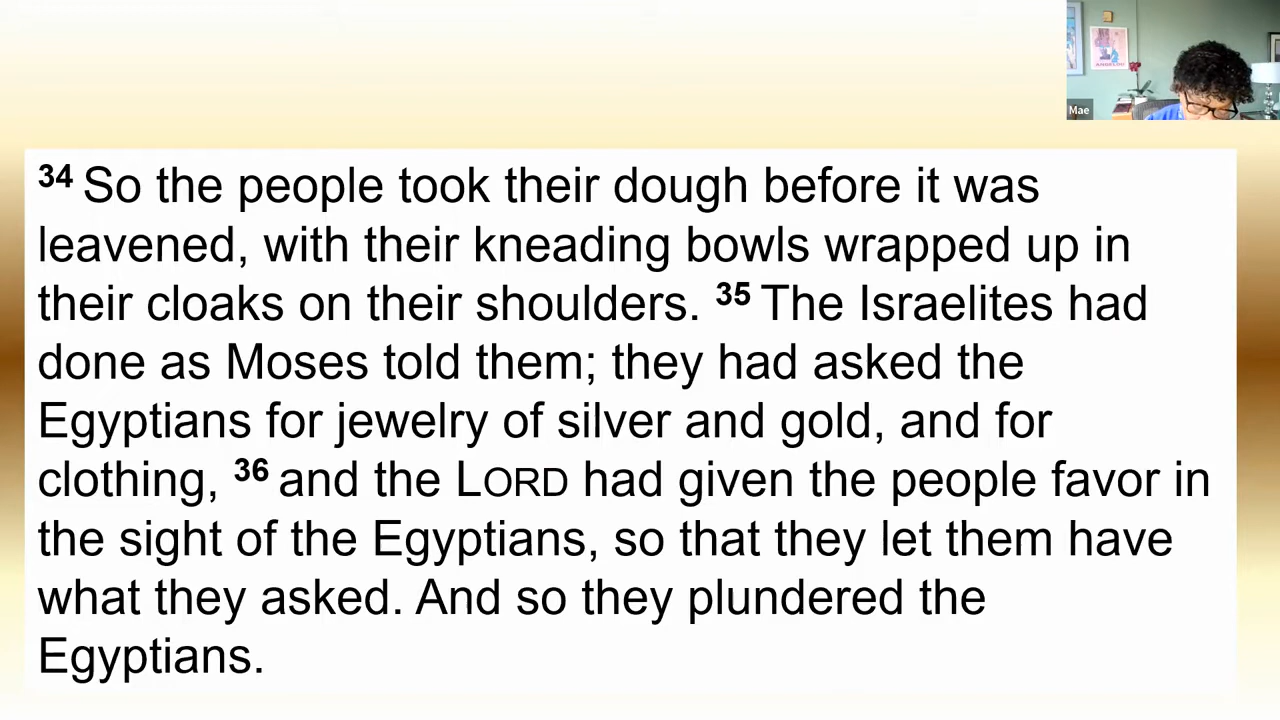 Mae
34 So the people took their dough before it was
leavened, with their kneading bowls wrapped up in
their cloaks on their shoulders. 35 The Israelites had
done as Moses told them; they had asked the
Egyptians for jewelry of silver and gold, and for
clothing, 36 and the LORD had given the people favor in
the sight of the Egyptians, so that they let them have
what they asked. And so they plundered the
Egyptians.